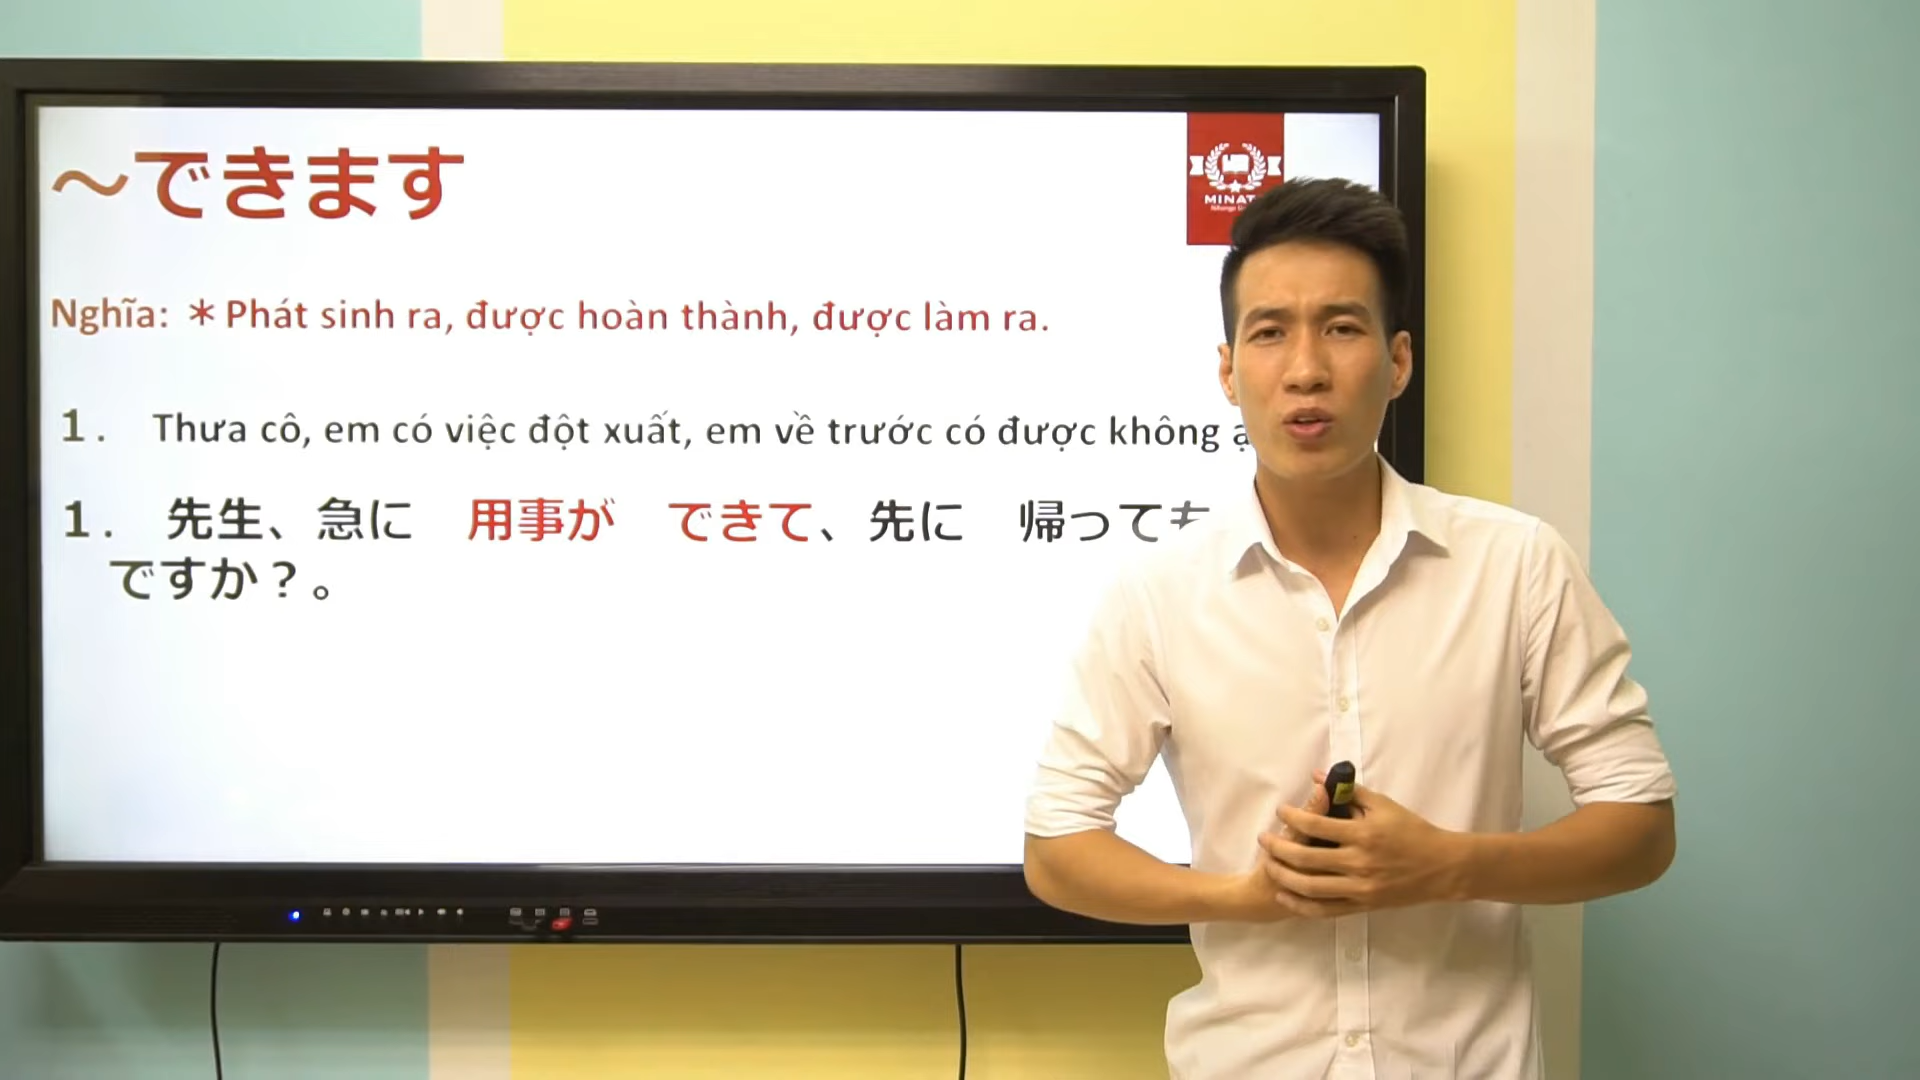 ～できます
Nghĩa: ＊Phát sinh ra, được hoàn thành, được làm ra.
1. Thưa cô, em có việc đột xuất, em về trước có được không
1. 先生、急に 用事が できて、先に 帰って
ですか？。